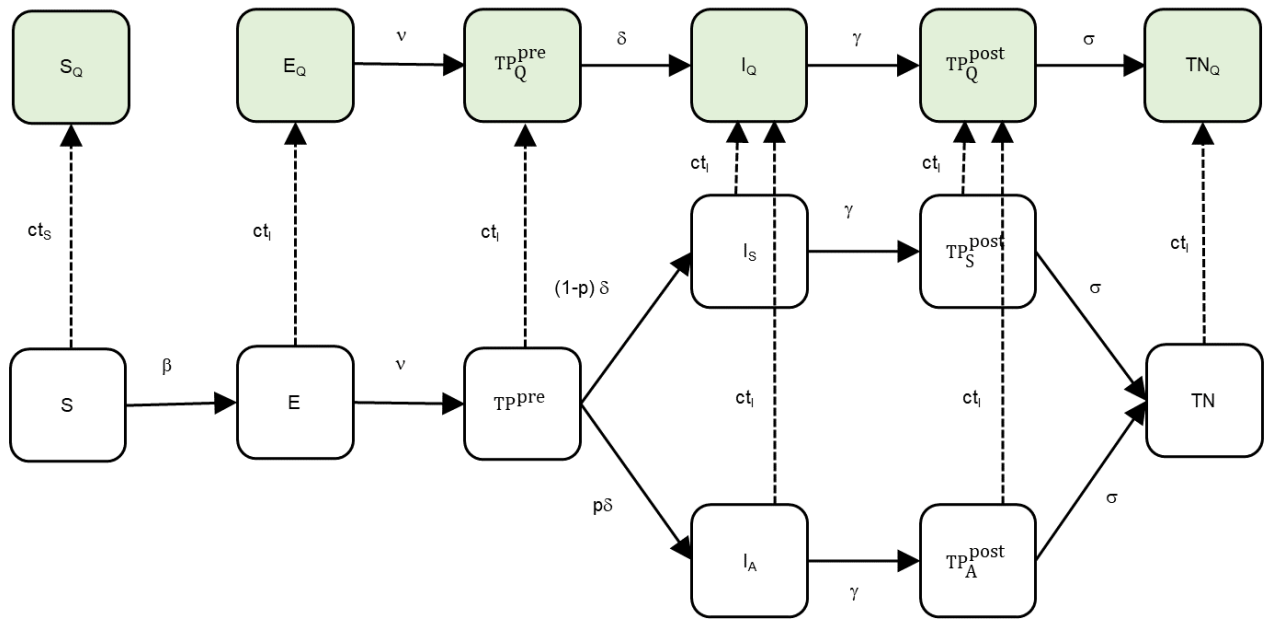 S_Q
E_Q
ν
TP_Q^pre
δ
I_Q
γ
TP_Q^post
σ
TN_Q
ct_S
ct_I
ct_I
ct_I
ct_I
ct_I
I_S
γ
TP_S^post
(1-p) δ
σ
S
β
E
ν
TP^pre
ct_I
ct_I
TN
pδ
σ
I_A
γ
TP_A^post